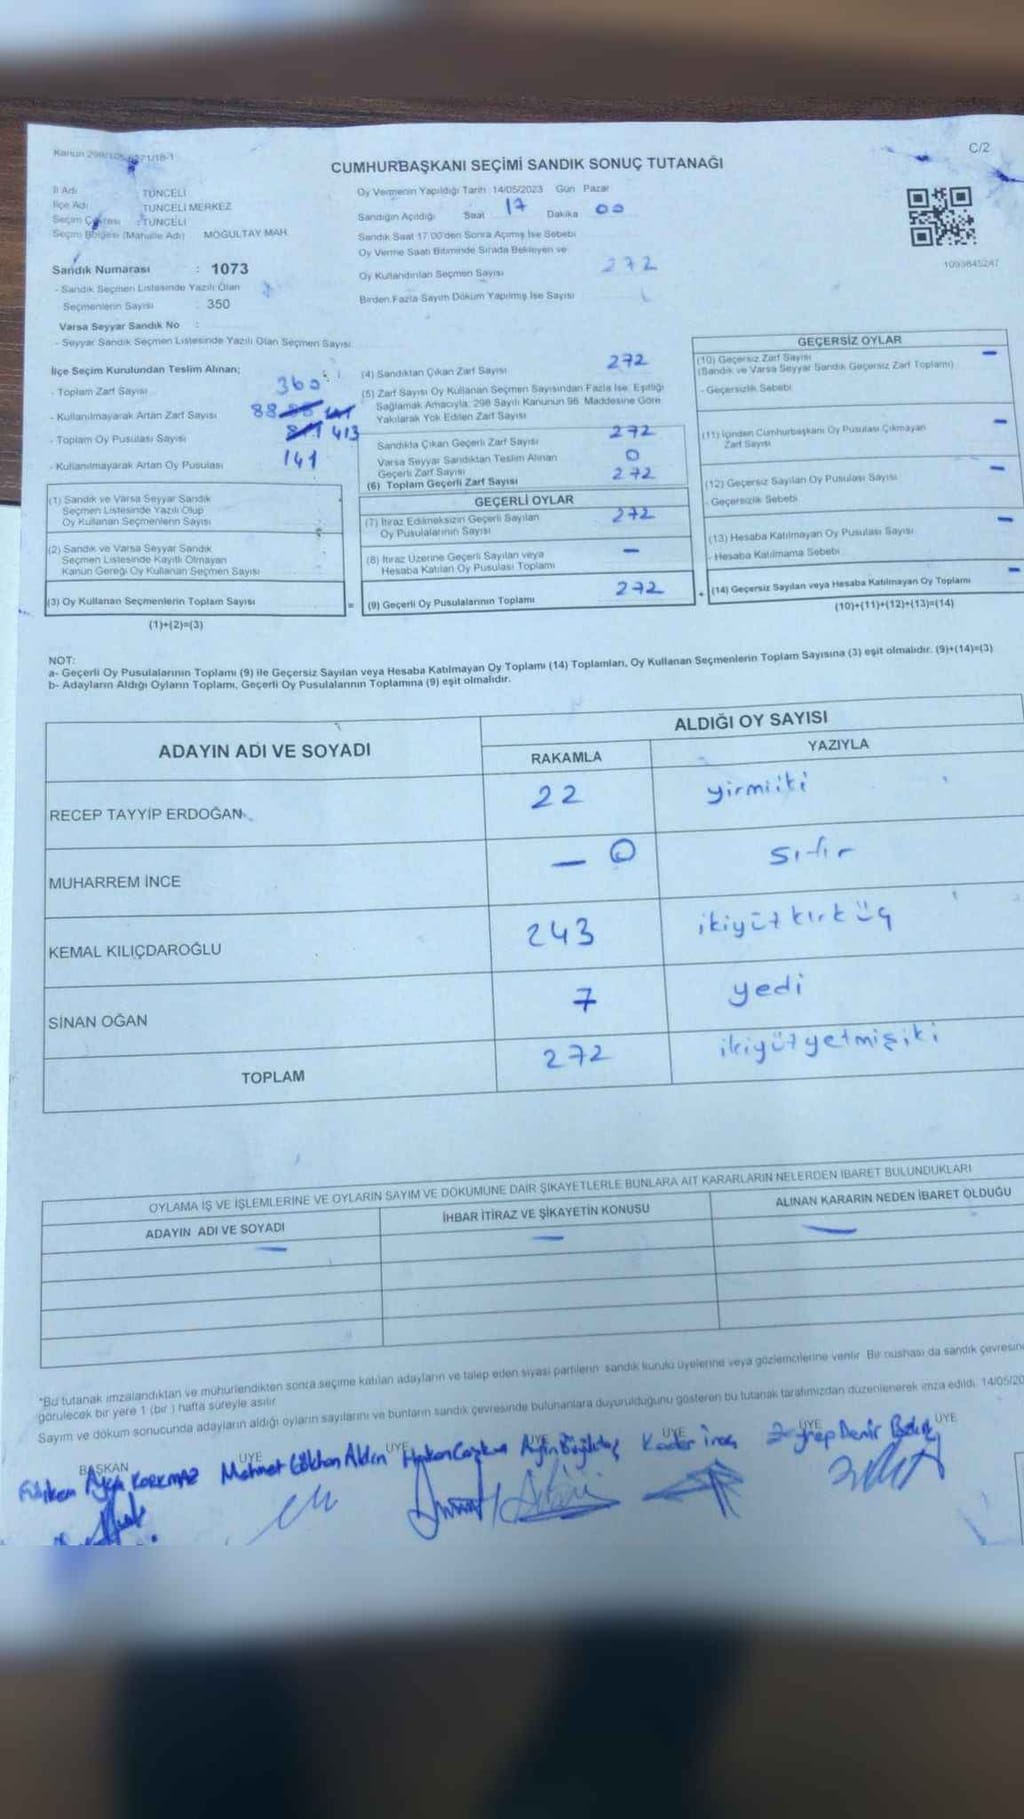 C/2
CUMHURBAŞKANI SEÇİMİ SANDIK SONUÇ TUTANAĞI
İl Adı : TUNCELİ
İlçe Adı : TUNCELİ MERKEZ
Seçim Çevresi : TUNCELİ
Seçim Bölgesi (Mahalle Adı) MOĞULTAY MAH.
Sandık Numarası : 1073
- Sandık Seçmen Listesinde Yazılı Olan
Seçmenlerin Sayısı : 350
Varsa Seyyar Sandık No :
- Seyyar Sandık Seçmen Listesinde Yazılı Olan Seçmen Sayısı
Oy Vermenin Yapıldığı Tarih : 14/05/2023 Gün : Pazar
Sandığın Açıldığı Saat 17 Dakika 00
Sandık Saat 17:00'den Sonra Açımış İse Sebebi
Oy Verme Saati Bitiminde Sırada Bekleyen ve
Oy Kullandırılan Seçmen Sayısı 272
Birden Fazla Sayım Döküm Yapılmış İse Sayısı
1093845247
İlçe Seçim Kurulundan Teslim Alınan;
- Toplam Zarf Sayısı 360
- Kullanılmayarak Artan Zarf Sayısı 88
- Toplam Oy Pusulası Sayısı 413
- Kullanılmayarak Artan Oy Pusulası 141
(1) Sandık ve Varsa Seyyar Sandık
Seçmen Listesinde Yazılı Olup
Oy Kullanan Seçmenlerin Sayısı
(2) Sandık ve Varsa Seyyar Sandık
Seçmen Listesinde Kayıtlı Olmayan
Kanun Gereği Oy Kullanan Seçmen Sayısı
(3) Oy Kullanan Seçmenlerin Toplam Sayısı
(1)+(2)=(3)
(4) Sandıktan Çıkan Zarf Sayısı 272
(5) Zarf Sayısı Oy Kullanan Seçmen Sayısından Fazla İse, Eşitliği
Sağlamak Amacıyla, 298 Sayılı Kanunun 98. Maddesine Göre
Yakılarak Yok Edilen Zarf Sayısı
Sandıkta Çıkan Geçerli Zarf Sayısı 272
Varsa Seyyar Sandıktan Teslim Alınan
Geçerli Zarf Sayısı 0
(6) Toplam Geçerli Zarf Sayısı 272
GEÇERLİ OYLAR
(7) İtiraz Edilmeksizin Geçerli Sayılan
Oy Pusulalarının Sayısı 272
(8) İtiraz Üzerine Geçerli Sayılan veya
Hesaba Katılan Oy Pusulası Toplamı —
= (9) Geçerli Oy Pusulalarının Toplamı 272
GEÇERSİZ OYLAR
(10) Geçersiz Zarf Sayısı —
(Sandık ve Varsa Seyyar Sandık Geçersiz Zarf Toplamı)
- Geçersizlik Sebebi
(11) İçinden Cumhurbaşkanı Oy Pusulası Çıkmayan
Zarf Sayısı —
(12) Geçersiz Sayılan Oy Pusulası Sayısı —
- Geçersizlik Sebebi
(13) Hesaba Katılmayan Oy Pusulası Sayısı —
- Hesaba Katılmama Sebebi
+ (14) Geçersiz Sayılan veya Hesaba Katılmayan Oy Toplamı —
(10)+(11)+(12)+(13)=(14)
NOT:
a- Geçerli Oy Pusulalarının Toplamı (9) ile Geçersiz Sayılan veya Hesaba Katılmayan Oy Toplamı (14) Toplamları, Oy Kullanan Seçmenlerin Toplam Sayısına (3) eşit olmalıdır. (9)+(14)=(3)
b- Adayların Aldığı Oyların Toplamı, Geçerli Oy Pusulalarının Toplamına (9) eşit olmalıdır.
ADAYIN ADI VE SOYADI
ALDIĞI OY SAYISI
RAKAMLA YAZIYLA
RECEP TAYYİP ERDOĞAN 22 yirmiiki
MUHARREM İNCE — 0 sıfır
KEMAL KILIÇDAROĞLU 243 ikiyüzkırküç
SİNAN OĞAN 7 yedi
TOPLAM 272 ikiyüzyetmişiki
OYLAMA İŞ VE İŞLEMLERİNE VE OYLARIN SAYIM VE DÖKÜMÜNE DAİR ŞİKAYETLERLE BUNLARA AİT KARARLARIN NELERDEN İBARET BULUNDUKLARI
ADAYIN ADI VE SOYADI İHBAR İTİRAZ VE ŞİKAYETİN KONUSU ALINAN KARARIN NEDEN İBARET OLDUĞU
— — —
"Bu tutanak imzalandıktan ve mühürlendikten sonra seçime katılan adayların ve talep eden siyasi partilerin sandık kurulu üyelerine veya gözlemcilerine verilir. Bir nüshası da sandık çevresin
görülecek bir yere 1 (bir) hafta süreyle asılır.
Sayım ve döküm sonucunda adayların aldığı oyların sayılarını ve bunların sandık çevresinde bulunanlara duyurulduğunu gösteren bu tutanak tarafımızdan düzenlenerek imza edildi. 14/05/20
BAŞKAN ÜYE ÜYE ÜYE ÜYE ÜYE ÜYE
KORKMAZ Mehmet Gökhan Zeynep Demir